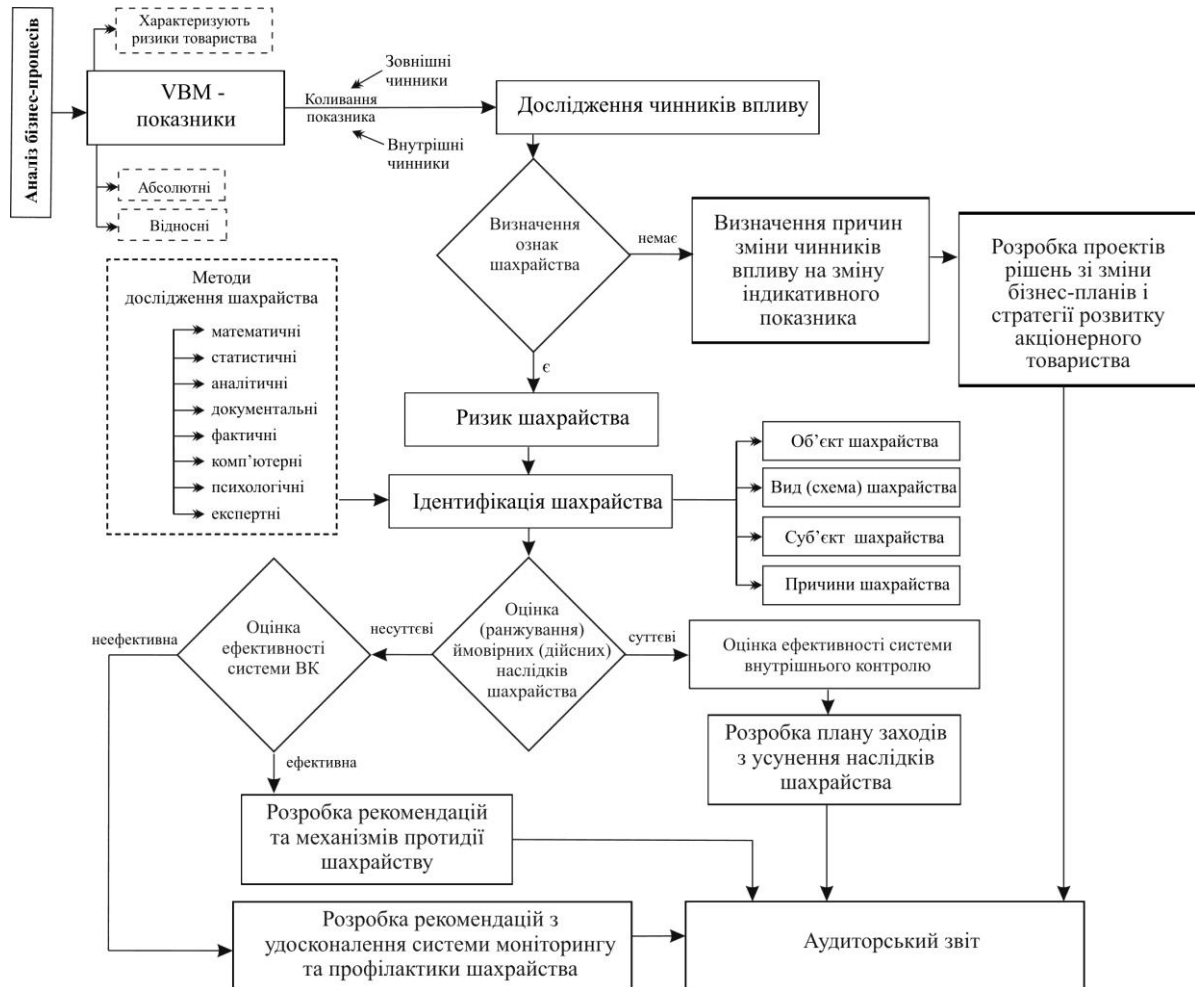 Аналіз бізнес-процесів
Характеризують
ризики товариства
VBM -
показники
Абсолютні
Відносні
Зовнішні
чинники
Коливання
показника
Внутрішні
чинники
Дослідження чинників впливу
Визначення
ознак
шахрайства
немає
Визначення причин
зміни чинників
впливу на зміну
індикативного
показника
Розробка проектів
рішень зі зміни
бізнес-планів і
стратегії розвитку
акціонерного
товариства
є
Методи
дослідження шахрайства
математичні
статистичні
аналітичні
документальні
фактичні
комп’ютерні
психологічні
експертні
Ризик шахрайства
Ідентифікація шахрайства
Об’єкт шахрайства
Вид (схема) шахрайства
Суб’єкт шахрайства
Причини шахрайства
Оцінка
(ранжування)
ймовірних (дійсних)
наслідків
шахрайства
несуттєві
суттєві
Оцінка
ефективності
системи ВК
неефективна
ефективна
Оцінка ефективності системи
внутрішнього контролю
Розробка плану заходів
з усунення наслідків
шахрайства
Розробка рекомендацій
та механізмів протидії
шахрайству
Розробка рекомендацій з
удосконалення системи моніторингу
та профілактики шахрайства
Аудиторський звіт